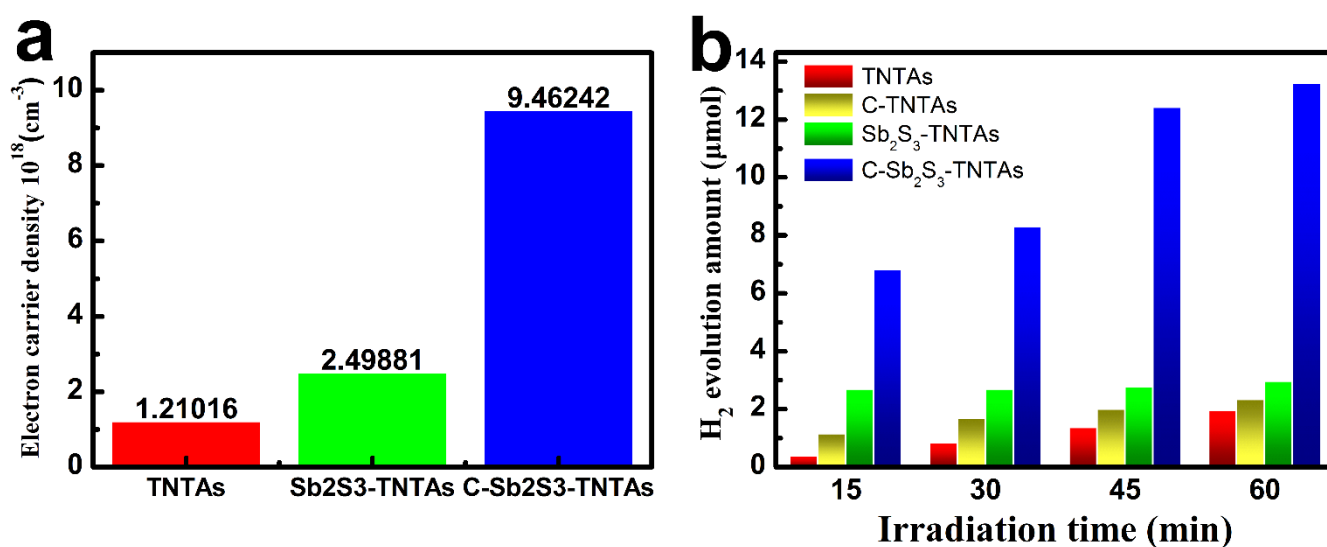 a
Electron carrier density 10¹⁸(cm⁻³)
10
8
6
4
2
0
1.21016
2.49881
9.46242
TNTAs
Sb2S3-TNTAs
C-Sb2S3-TNTAs
b
H₂ evolution amount (μmol)
14
12
10
8
6
4
2
0
TNTAs
C-TNTAs
Sb₂S₃-TNTAs
C-Sb₂S₃-TNTAs
15 30 45 60
Irradiation time (min)